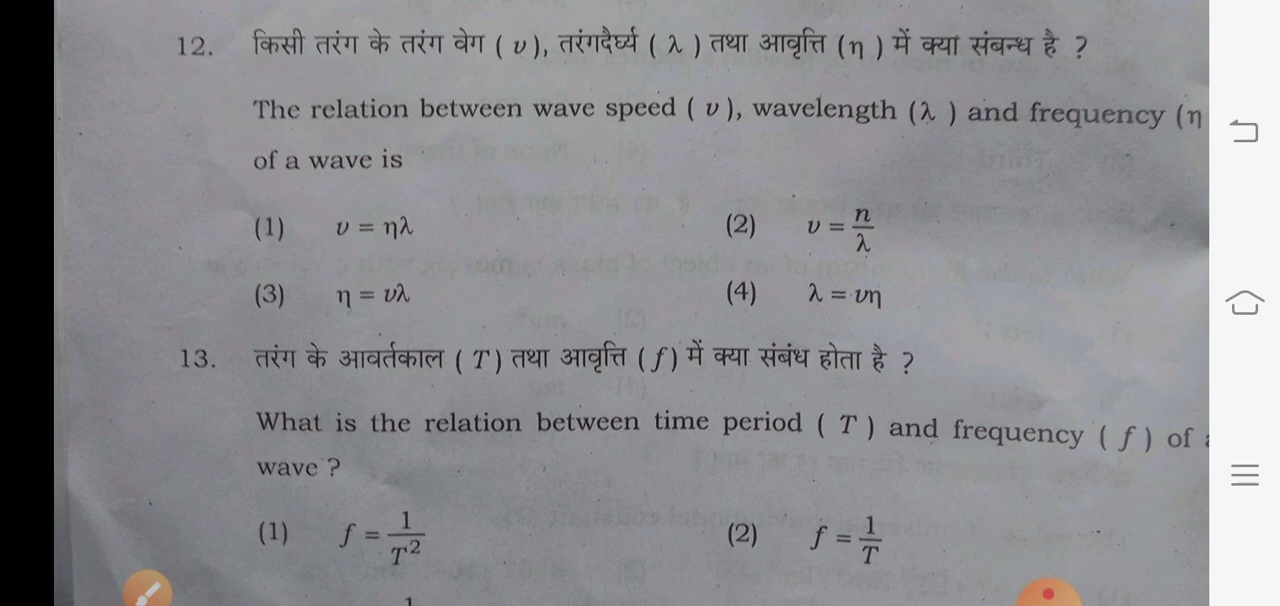 12. किसी तरंग के तरंग वेग ( υ ), तरंगदैर्घ्य ( λ ) तथा आवृत्ति (η ) में क्या संबन्ध है ?
The relation between wave speed ( υ ), wavelength (λ ) and frequency (η
of a wave is
(1) υ = ηλ (2) υ = n/λ
(3) η = υλ (4) λ = υη
13. तरंग के आवर्तकाल ( T ) तथा आवृत्ति ( f ) में क्या संबंध होता है ?
What is the relation between time period ( T ) and frequency ( f ) of
wave ?
(1) f = 1/T² (2) f = 1/T